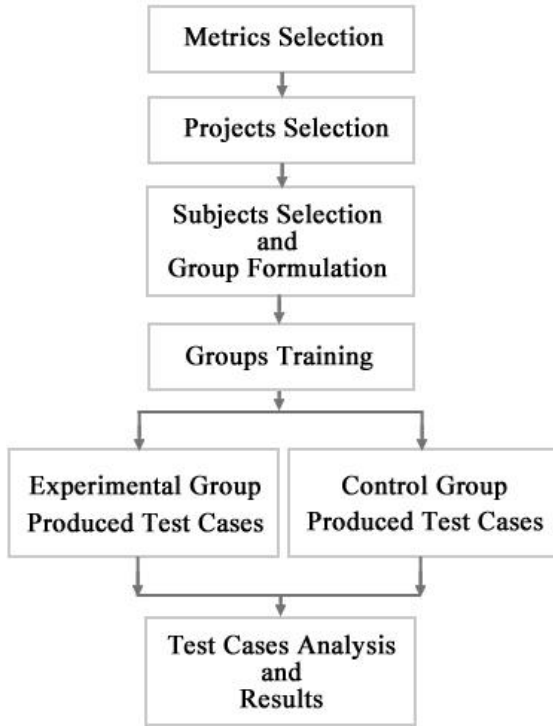 Metrics Selection
Projects Selection
Subjects Selection
and
Group Formulation
Groups Training
Experimental Group
Produced Test Cases
Control Group
Produced Test Cases
Test Cases Analysis
and
Results